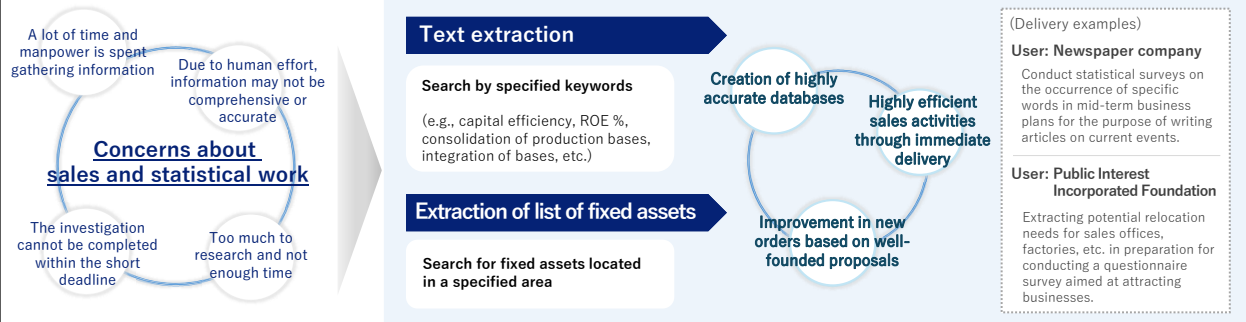 A lot of time and
manpower is spent
gathering information
Due to human effort,
information may not be
comprehensive or
accurate
Concerns about
sales and statistical work
The investigation
cannot be completed
within the short
deadline
Too much to
research and not
enough time
Text extraction
Search by specified keywords
(e.g., capital efficiency, ROE %,
consolidation of production bases,
integration of bases, etc.)
Extraction of list of fixed assets
Search for fixed assets located
in a specified area
Creation of highly
accurate databases
Highly efficient
sales activities
through immediate
delivery
Improvement in new
orders based on well-
founded proposals
(Delivery examples)
User: Newspaper company
Conduct statistical surveys on
the occurrence of specific
words in mid-term business
plans for the purpose of writing
articles on current events.
User: Public Interest
Incorporated Foundation
Extracting potential relocation
needs for sales offices,
factories, etc. in preparation for
conducting a questionnaire
survey aimed at attracting
businesses.